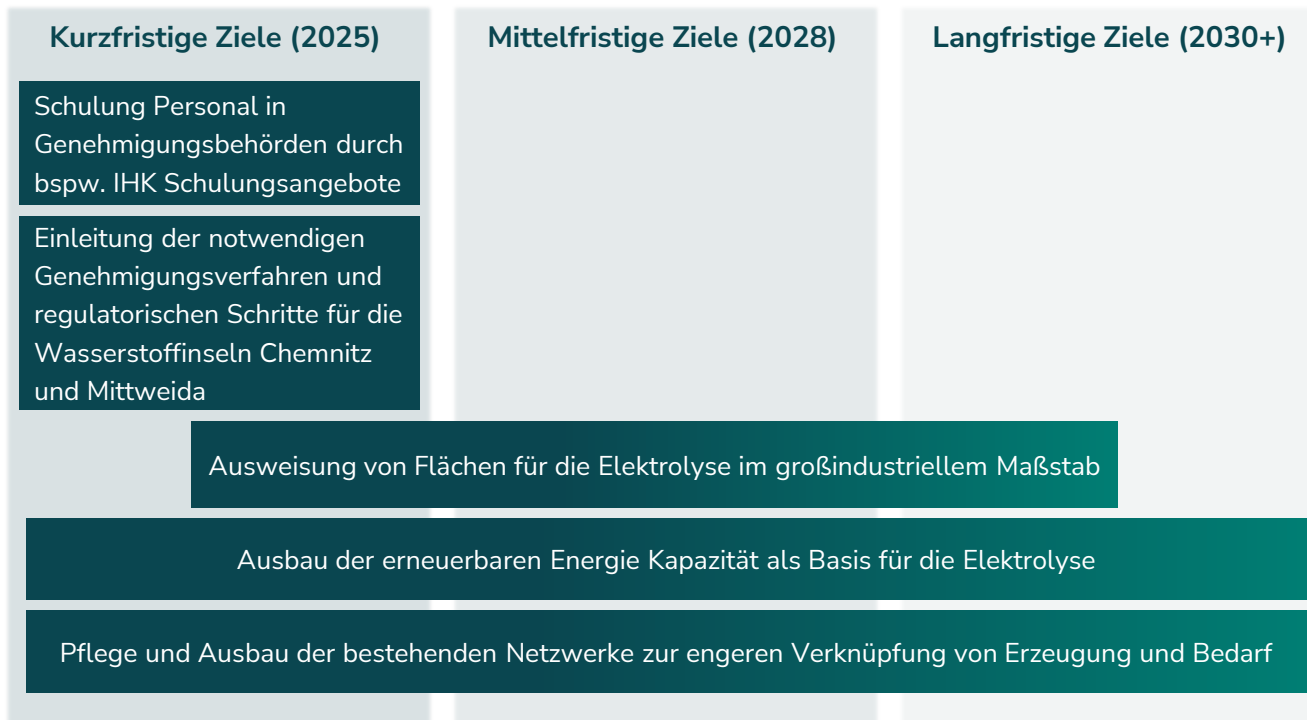 Kurzfristige Ziele (2025)
Mittelfristige Ziele (2028)
Langfristige Ziele (2030+)
Schulung Personal in
Genehmigungsbehörden durch
bspw. IHK Schulungsangebote
Einleitung der notwendigen
Genehmigungsverfahren und
regulatorischen Schritte für die
Wasserstoffinseln Chemnitz
und Mittweida
Ausweisung von Flächen für die Elektrolyse im großindustriellem Maßstab
Ausbau der erneuerbaren Energie Kapazität als Basis für die Elektrolyse
Pflege und Ausbau der bestehenden Netzwerke zur engeren Verknüpfung von Erzeugung und Bedarf